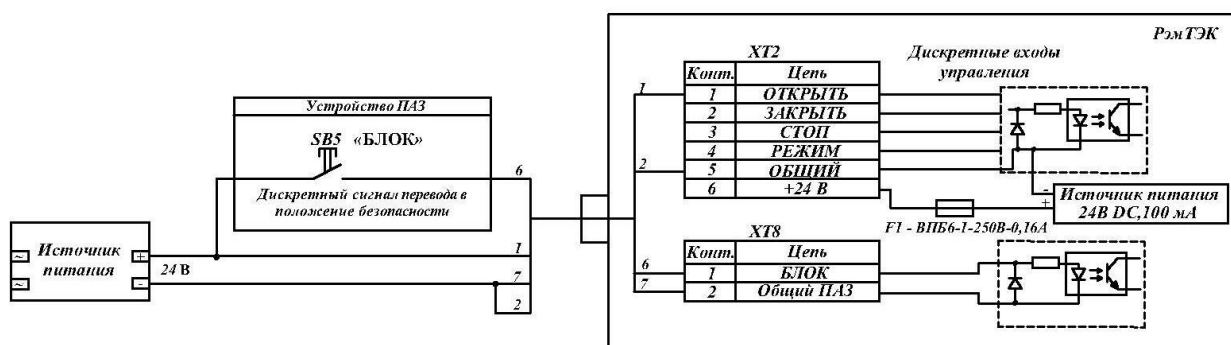 РэмТЭК
XT2
Дискретные входы
управления
Конт. Цепь
1 ОТКРЫТЬ
2 ЗАКРЫТЬ
3 СТОП
4 РЕЖИМ
5 ОБЩИЙ
6 +24 В
1
2
Устройство ПАЗ
SB5 «БЛОК»
6
Дискретный сигнал перевода в
положение безопасности
- Источник питания
+ 24В DC,100 мА
F1 - ВПБ6-1-250В-0,16А
XT8
Конт. Цепь
1 БЛОК
2 Общий ПАЗ
6
7
~ Источник +
~ питания -
24 В
1
7
2